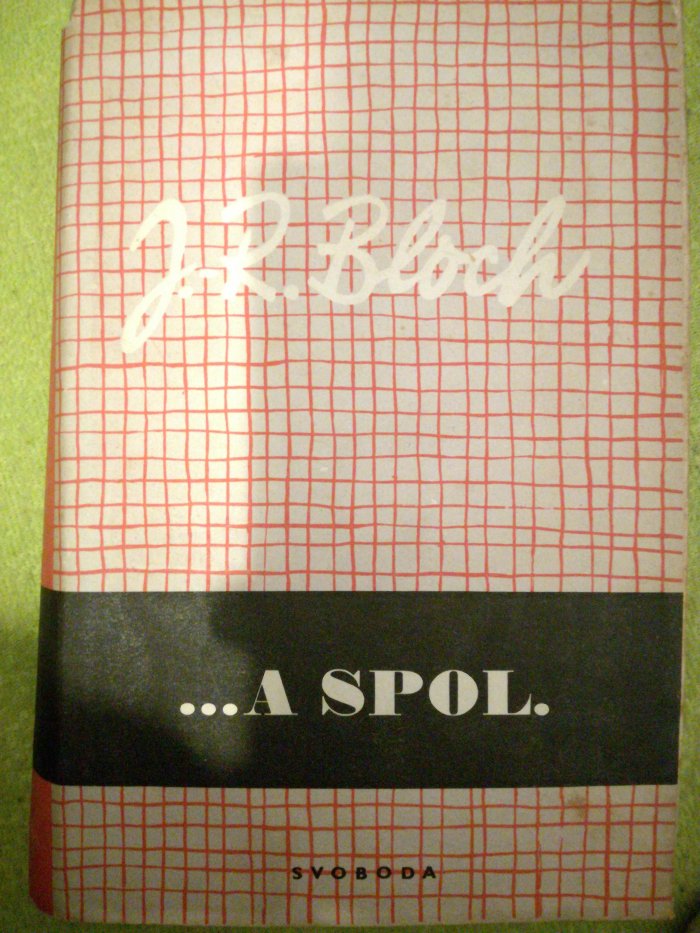 J.-R. Bloch
...A SPOL.
SVOBODA